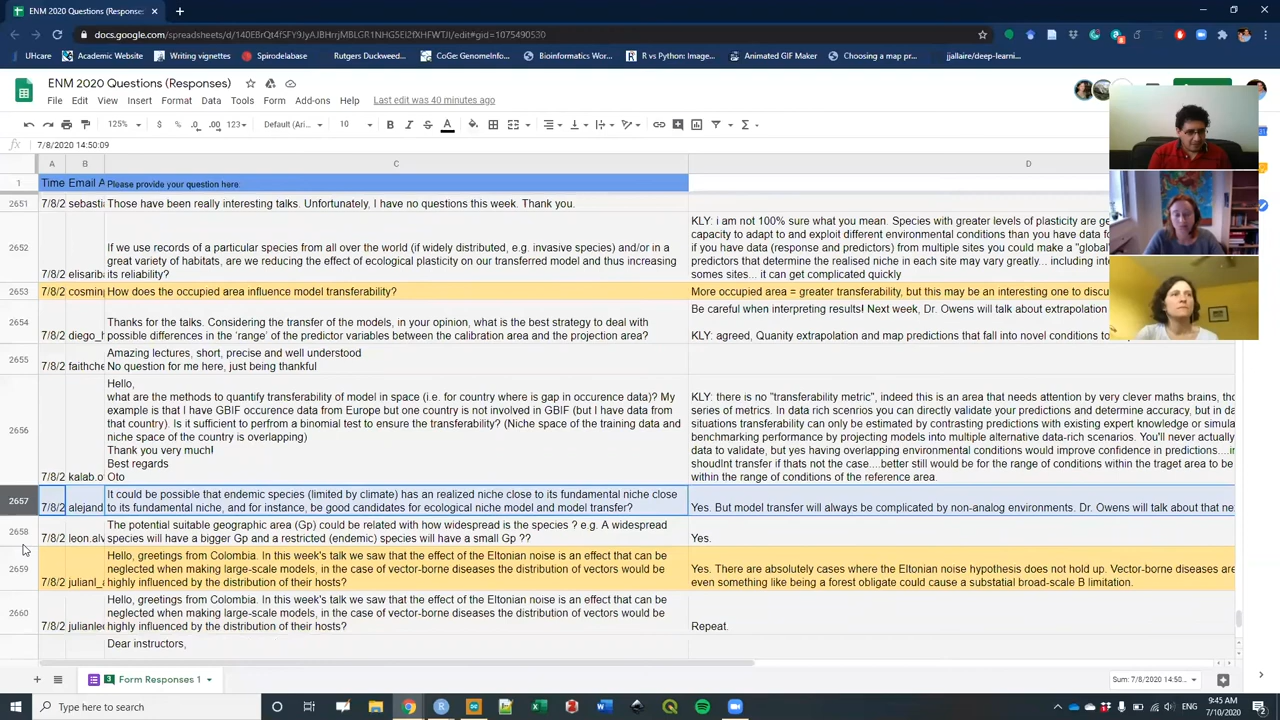 ENM 2020 Questions (Responses)
docs.google.com/spreadsheets/d/
UHcare Academic Website Writing vignettes Spirodelabase Rutgers Duckweed... CoGe: GenomeInfo Bioinformatics Wor... R vs Python: Image... Animated GIF Maker Choosing a map pr... jjallaire/deep-learni...
ENM 2020 Questions (Responses)
File Edit View Insert Format Data Tools Form Add-ons Help Last edit was 40 minutes ago
125% $ % .0 .00 123 Default (Ari... 10 B I S A
fx 7/8/2020 14:50:09
A B C D
1 Time Email A Please provide your question here
2651 7/8/2 sebastia Those have been really interesting talks. Unfortunately, I have no questions this week. Thank you.
KLY: i am not 100% sure what you mean. Species with greater levels of plasticity are ge
If we use records of a particular species from all over the world (if widely distributed, e.g. invasive species) and/or in a
capacity to adapt to and exploit different environmental conditions than you have data f
2652 great variety of habitats, are we reducing the effect of ecological plasticity on our transferred model and thus increasing
if you have data (response and predictors) from multiple sites you could make a "global'
predictors that determine the realised niche in each site may vary greatly... including inte
7/8/2 elisarib its reliability?
somes sites... it can get complicated quickly
2653 7/8/2 cosmin How does the occupied area influence model transferability?
More occupied area = greater transferability, but this may be an interesting one to discu
Be careful when interpreting results! Next week, Dr. Owens will talk about extrapolation
2654 Thanks for the talks. Considering the transfer of the models, in your opinion, what is the best strategy to deal with
7/8/2 diego_h possible differences in the 'range' of the predictor variables between the calibration area and the projection area?
KLY: agreed, Quanity extrapolation and map predictions that fall into novel conditions to
2655 Amazing lectures, short, precise and well understood
7/8/2 faithche No question for me here, just being thankful
Hello,
what are the methods to quantify transferability of model in space (i.e. for country where is gap in occurence data)? My
example is that I have GBIF occurence data from Europe but one country is not involved in GBIF (but I have data from
that country). Is it sufficient to perfrom a binomial test to ensure the transferability? (Niche space of the training data and
niche space of the country is overlapping)
Thank you very much!
Best regards
2656 7/8/2 kalab.o Oto
KLY: there is no "transferability metric", indeed this is an area that needs attention by very clever maths brains, tho
series of metrics. In data rich scenrios you can directly validate your predictions and determine accuracy, but in da
situations transferability can only be estimated by contrasting predictions with existing expert knowledge or simula
benchmarking performance by projecting models into multiple alternative data-rich scenarios. You'll never actually
data to validate, but yes having overlapping environmental conditions would improve confidence in predictions...
shoudlnt transfer if thats not the case....better still would be for the range of conditions within the traget area to be
within the range of conditions of the reference area.
2657 It could be possible that endemic species (limited by climate) has an realized niche close to its fundamental niche close
7/8/2 alejand to its fundamental niche, and for instance, be good candidates for ecological niche model and model transfer?
Yes. But model transfer will always be complicated by non-analog environments. Dr. Owens will talk about that ne
2658 The potential suitable geographic area (Gp) could be related with how widespread is the species ? e.g. A widespread
7/8/2 leon.alv species will have a bigger Gp and a restricted (endemic) species will have a small Gp ??
Yes.
2659 Hello, greetings from Colombia. In this week's talk we saw that the effect of the Eltonian noise is an effect that can be
neglected when making large-scale models, in the case of vector-borne diseases the distribution of vectors would be
7/8/2 julianl_ highly influenced by the distribution of their hosts?
Yes. There are absolutely cases where the Eltonian noise hypothesis does not hold up. Vector-borne diseases are
even something like being a forest obligate could cause a substatial broad-scale B limitation.
2660 Hello, greetings from Colombia. In this week's talk we saw that the effect of the Eltonian noise is an effect that can be
neglected when making large-scale models, in the case of vector-borne diseases the distribution of vectors would be
7/8/2 julianle highly influenced by the distribution of their hosts?
Repeat.
Dear instructors,
3 Form Responses 1 Sum: 7/8/2020 14:50...
Type here to search
ENG
9:45 AM
7/10/2020
2